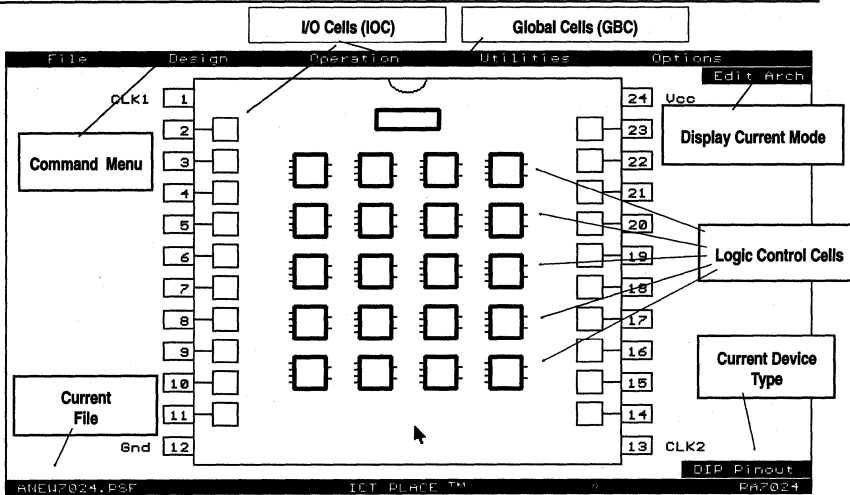 I/O Cells (IOC)
Global Cells (GBC)
File Design Operation Utilities Options
Edit Arch
CLK1 1
24 Vcc
2
23
Display Current Mode
Command Menu
3
22
4
21
5
20
Logic Control Cells
6
19
7
18
8
17
9
16
Current Device
Type
10
15
Current
File
11
14
Gnd 12
13 CLK2
DIP Pinout
ANEW7024.PSF ICT PLACE ™ PA7024